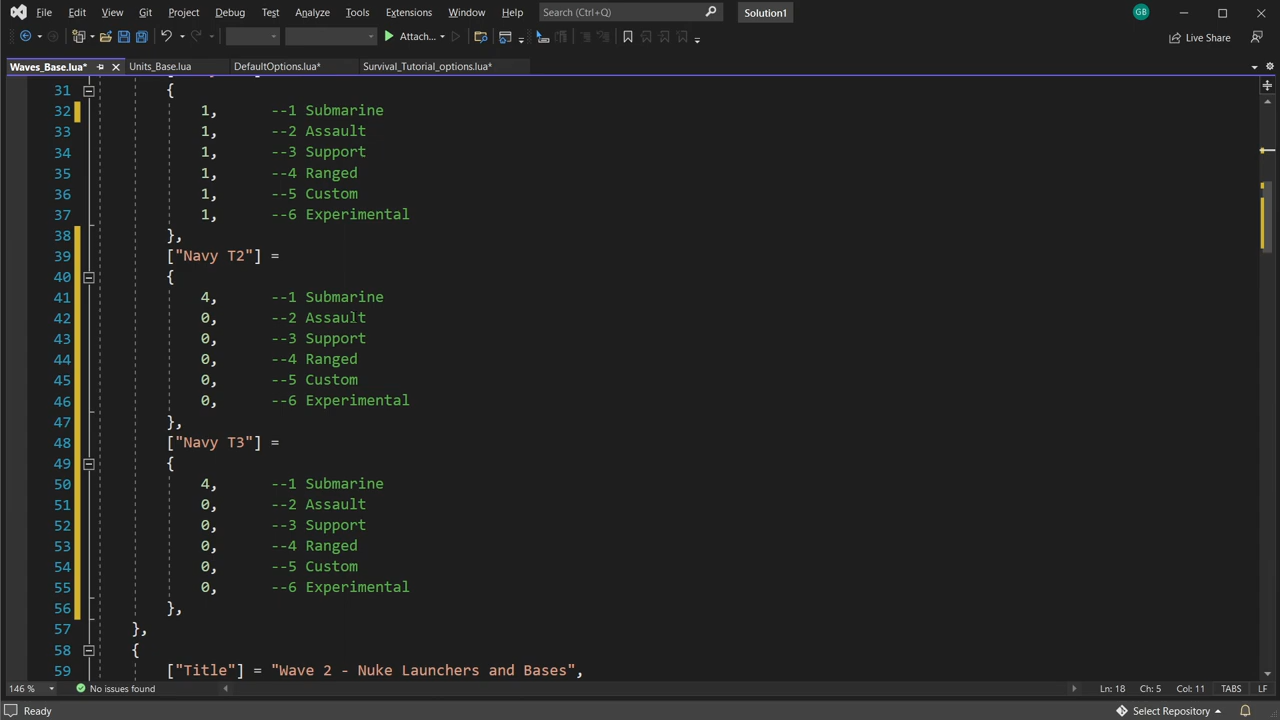 File Edit View Git Project Debug Test Analyze Tools Extensions Window Help Search (Ctrl+Q) Solution1 GB
Attach... Live Share
Waves_Base.lua* Units_Base.lua DefaultOptions.lua* Survival_Tutorial_options.lua*
31 {
32 1, --1 Submarine
33 1, --2 Assault
34 1, --3 Support
35 1, --4 Ranged
36 1, --5 Custom
37 1, --6 Experimental
38 },
39 ["Navy T2"] =
40 {
41 4, --1 Submarine
42 0, --2 Assault
43 0, --3 Support
44 0, --4 Ranged
45 0, --5 Custom
46 0, --6 Experimental
47 },
48 ["Navy T3"] =
49 {
50 4, --1 Submarine
51 0, --2 Assault
52 0, --3 Support
53 0, --4 Ranged
54 0, --5 Custom
55 0, --6 Experimental
56 },
57 },
58 {
59 ["Title"] = "Wave 2 - Nuke Launchers and Bases",
146 % No issues found Ln: 18 Ch: 5 Col: 11 TABS LF
Ready Select Repository